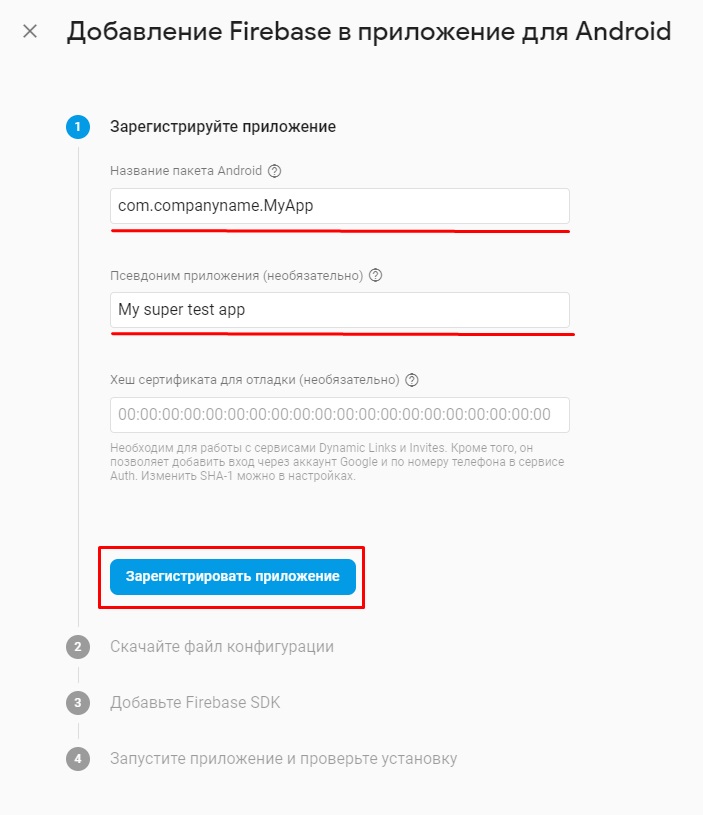 Добавление Firebase в приложение для Android
1 Зарегистрируйте приложение
Название пакета Android ?
com.companyname.MyApp
Псевдоним приложения (необязательно) ?
My super test app
Хеш сертификата для отладки (необязательно) ?
00:00:00:00:00:00:00:00:00:00:00:00:00:00:00:00:00:00:00:00
Необходим для работы с сервисами Dynamic Links и Invites. Кроме того, он
позволяет добавить вход через аккаунт Google и по номеру телефона в сервисе
Auth. Изменить SHA-1 можно в настройках.
Зарегистрировать приложение
2 Скачайте файл конфигурации
3 Добавьте Firebase SDK
4 Запустите приложение и проверьте установку